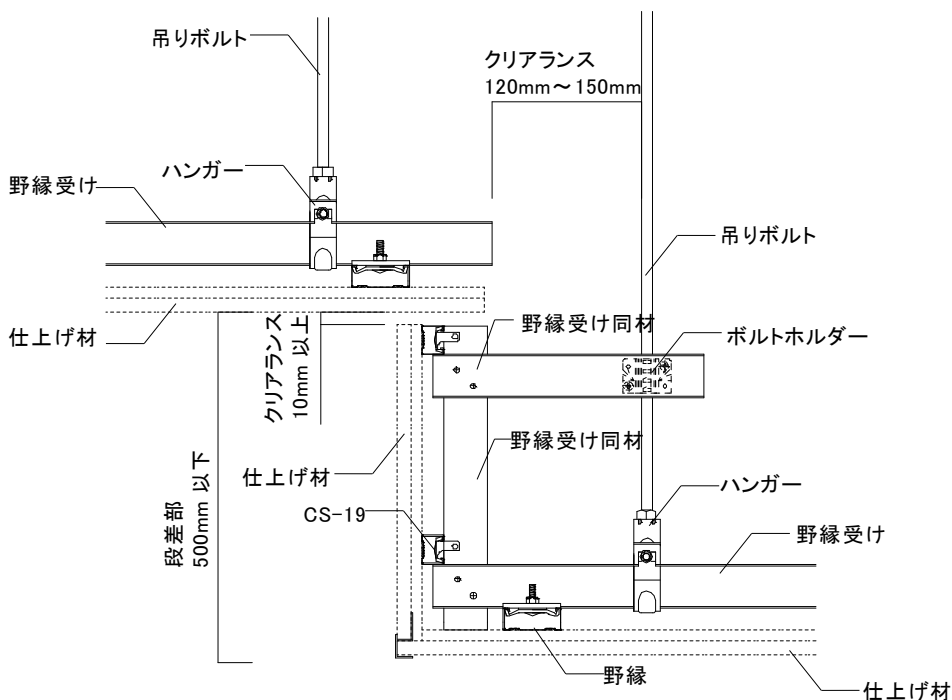 吊りボルト
クリアランス
120mm～150mm
ハンガー
野縁受け
吊りボルト
仕上げ材
クリアランス
10mm 以上
野縁受け同材
ボルトホルダー
野縁受け同材
仕上げ材
ハンガー
CS-19
段差部
500mm 以下
野縁受け
野縁
仕上げ材